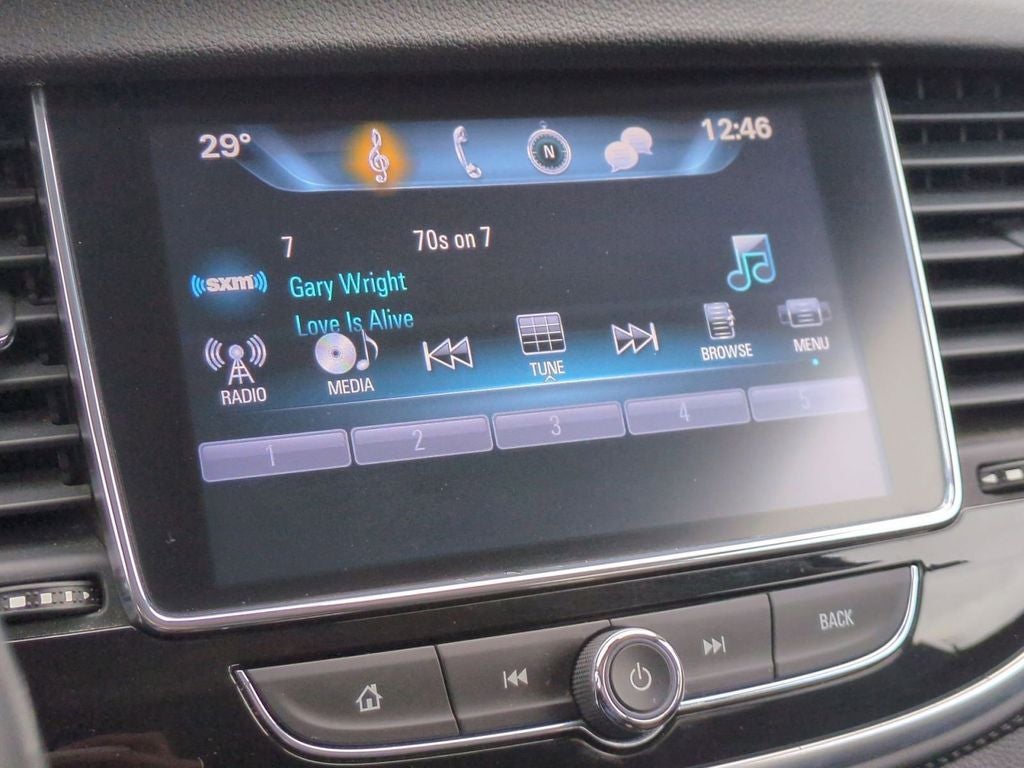 29° 12:46
N
7 70s on 7
sxm
Gary Wright
Love Is Alive
RADIO MEDIA TUNE BROWSE MENU
1 2 3 4 5
BACK